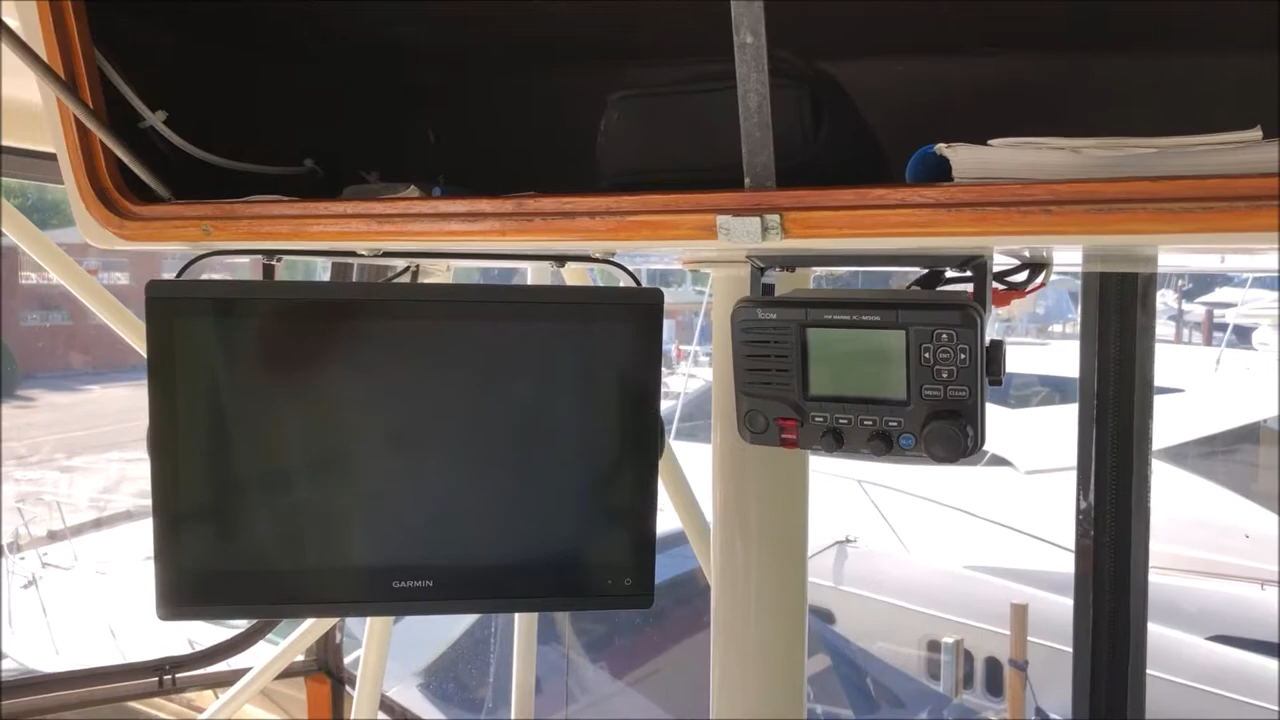 ICOM
VHF MARINE IC-M506
ENT
MENU
CLEAR
GARMIN